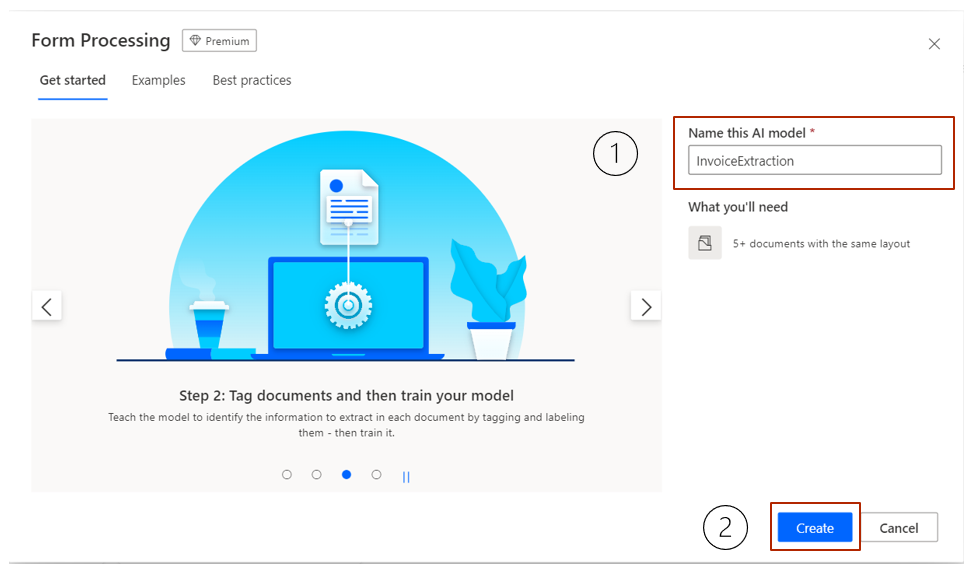 Form Processing Premium
Get started Examples Best practices
1
Name this AI model *
InvoiceExtraction
What you'll need
5+ documents with the same layout
Step 2: Tag documents and then train your model
Teach the model to identify the information to extract in each document by tagging and labeling
them - then train it.
2
Create Cancel